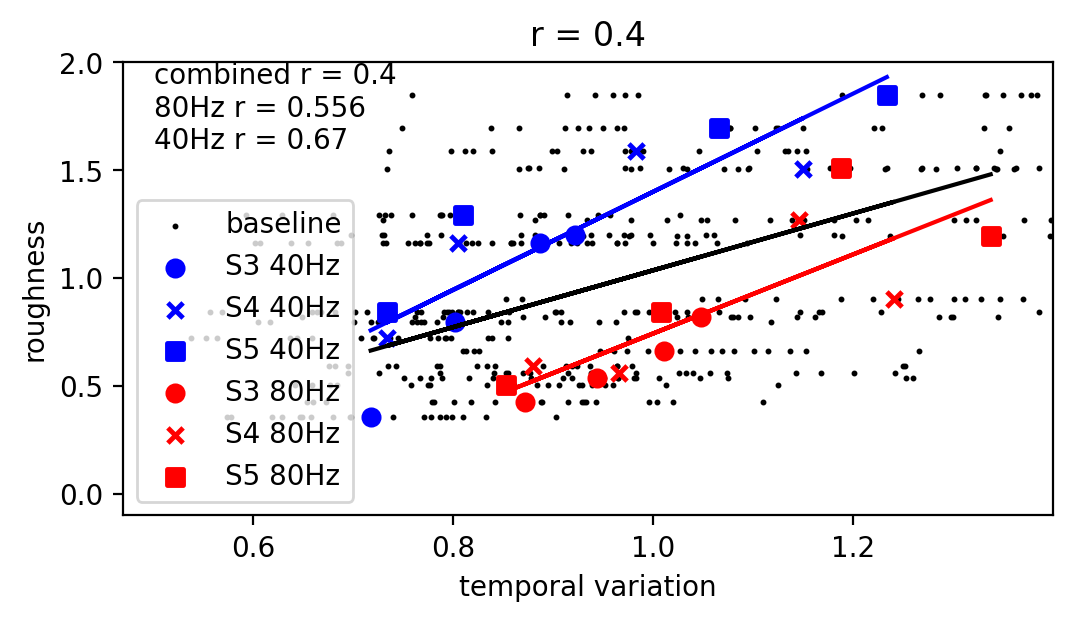 r = 0.4
combined r = 0.4
80Hz r = 0.556
40Hz r = 0.67
baseline
S3 40Hz
S4 40Hz
S5 40Hz
S3 80Hz
S4 80Hz
S5 80Hz
2.0
1.5
1.0
0.5
0.0
roughness
0.6 0.8 1.0 1.2
temporal variation